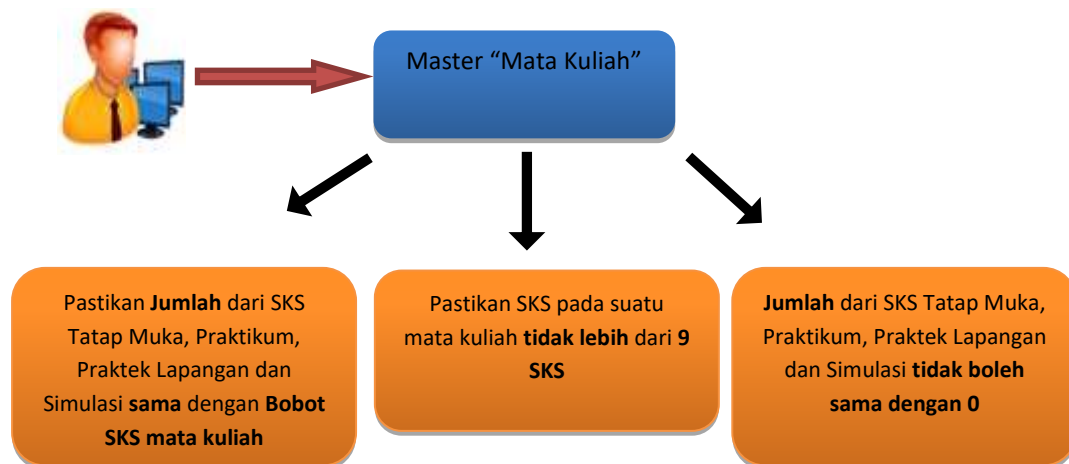 Master “Mata Kuliah”
Pastikan Jumlah dari SKS
Tatap Muka, Praktikum,
Praktek Lapangan dan
Simulasi sama dengan Bobot
SKS mata kuliah
Pastikan SKS pada suatu
mata kuliah tidak lebih dari 9
SKS
Jumlah dari SKS Tatap Muka,
Praktikum, Praktek Lapangan
dan Simulasi tidak boleh
sama dengan 0